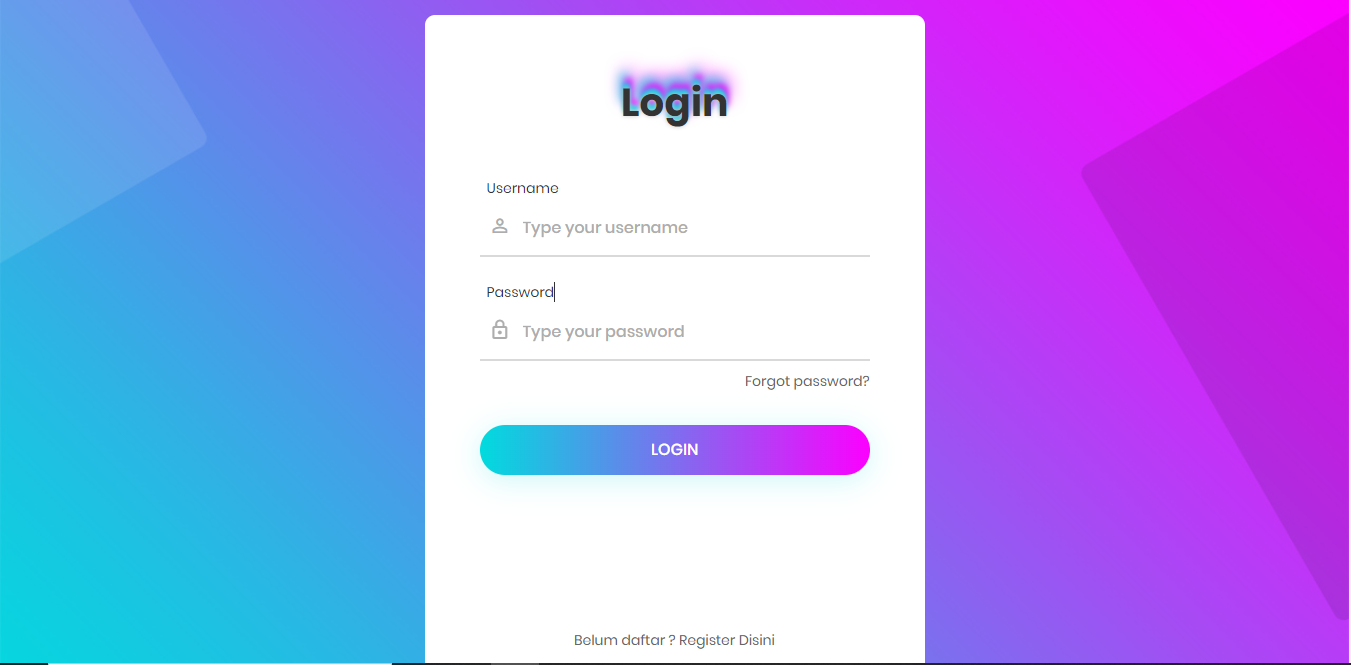 Login
Username
Type your username
Password
Type your password
Forgot password?
LOGIN
Belum daftar ? Register Disini